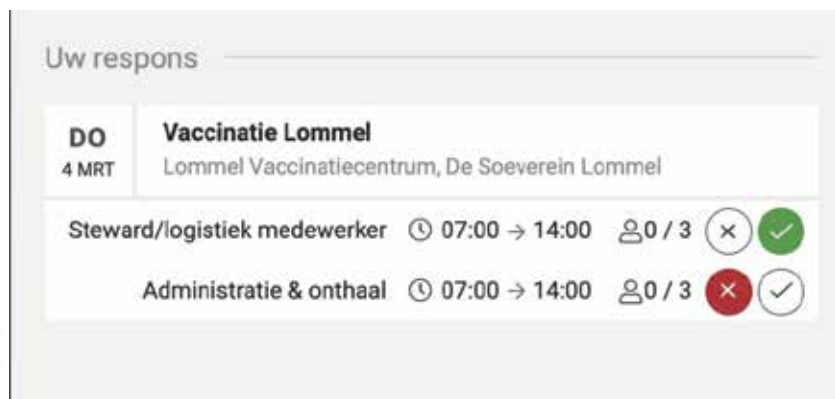 Uw respons
DO
4 MRT
Vaccinatie Lommel
Lommel Vaccinatiecentrum, De Soeverein Lommel
Steward/logistiek medewerker 07:00 → 14:00 0 / 3
Administratie & onthaal 07:00 → 14:00 0 / 3